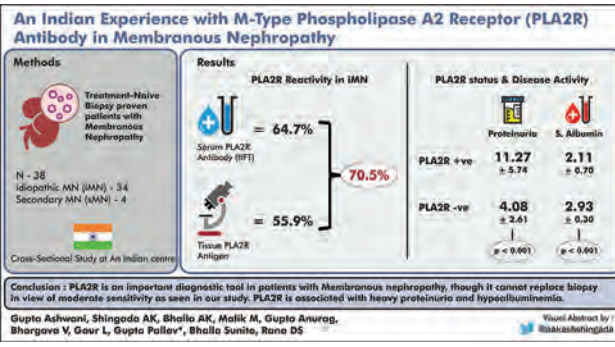 An Indian Experience with M-Type Phospholipase A2 Receptor (PLA2R)
Antibody in Membranous Nephropathy
Methods
Treatment-Naive
Biopsy proven
patients with
Membranous
Nephropathy
N - 38
Idiopathic MN (iMN) - 34
Secondary MN (sMN) - 4
Cross-Sectional Study at An Indian centre
Results
PLA2R Reactivity in iMN
= 64.7%
Serum PLA2R
Antibody (IIFT)
70.5%
= 55.9%
Tissue PLA2R
Antigen
PLA2R status & Disease Activity
Proteinuria S. Albumin
PLA2R +ve 11.27 2.11
± 5.74 ± 0.70
PLA2R -ve 4.08 2.93
± 2.61 ± 0.30
p < 0.001 p < 0.001
Conclusion : PLA2R is an important diagnostic tool in patients with Membranous nephropathy, though it cannot replace biopsy
in view of moderate sensitivity as seen in our study. PLA2R is associated with heavy proteinuria and hypoalbuminemia.
Gupta Ashwani, Shingada AK, Bhalla AK, Malik M, Gupta Anurag,
Bhargava V, Gaur L, Gupta Pallav*, Bhalla Sunita, Rana DS
Visual Abstract by :
@aakashshingada